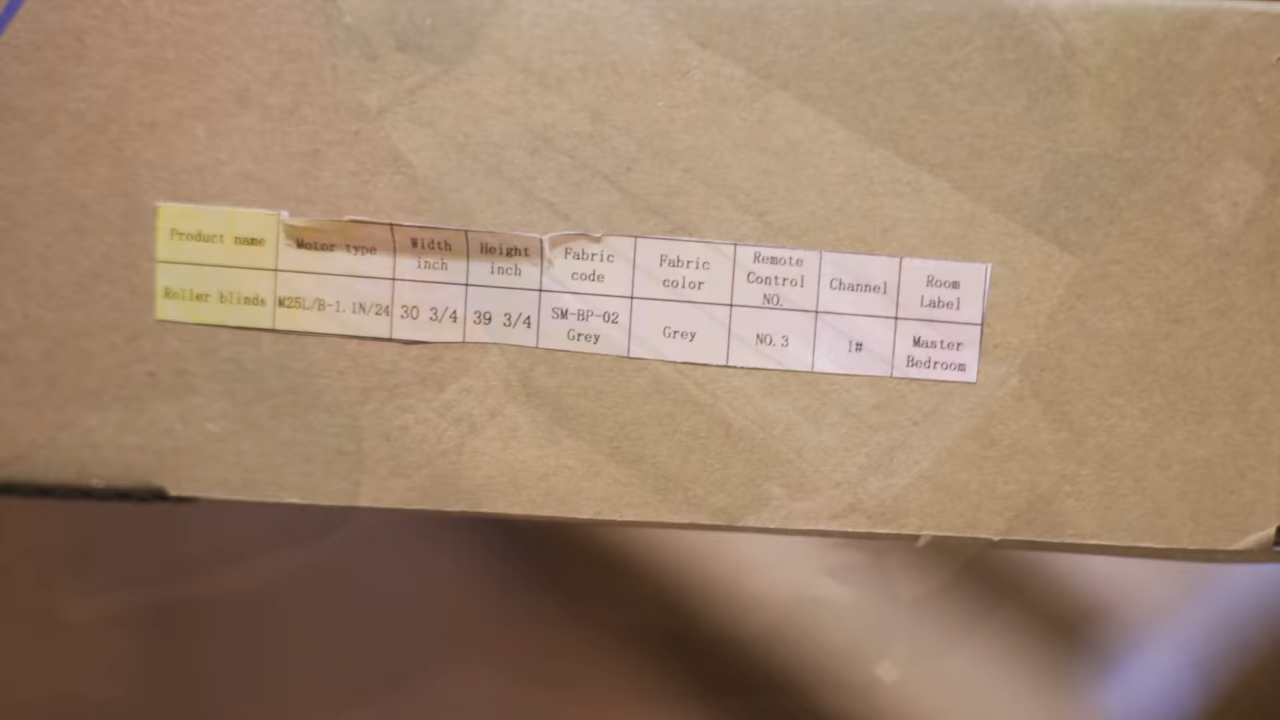 Product name Motor type Width inch Height inch Fabric code Fabric color Remote Control NO. Channel Room Label
Roller blinds M25L/B-1.1N/24 30 3/4 39 3/4 SM-BP-02 Grey Grey NO.3 1# Master Bedroom